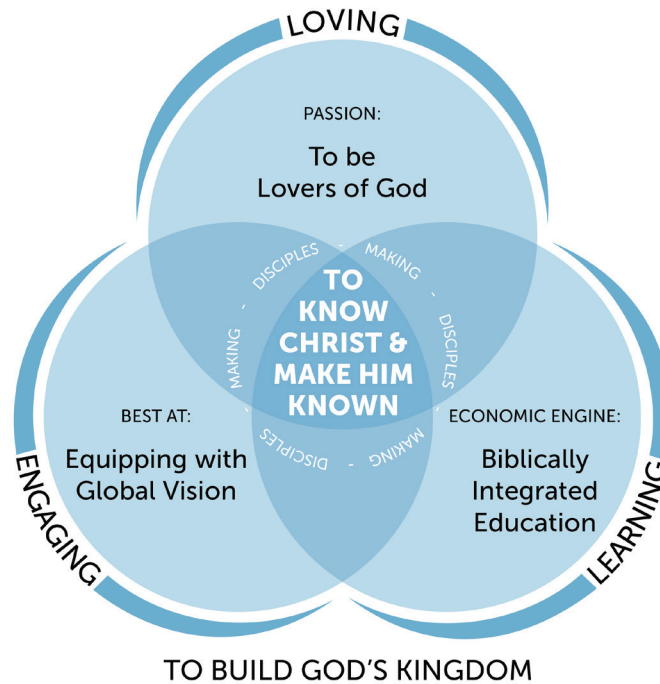 LOVING
PASSION:
To be
Lovers of God
MAKING - DISCIPLES - MAKING - DISCIPLES - MAKING - DISCIPLES -
TO
KNOW
CHRIST &
MAKE HIM
KNOWN
BEST AT:
Equipping with
Global Vision
ECONOMIC ENGINE:
Biblically
Integrated
Education
ENGAGING
LEARNING
TO BUILD GOD'S KINGDOM